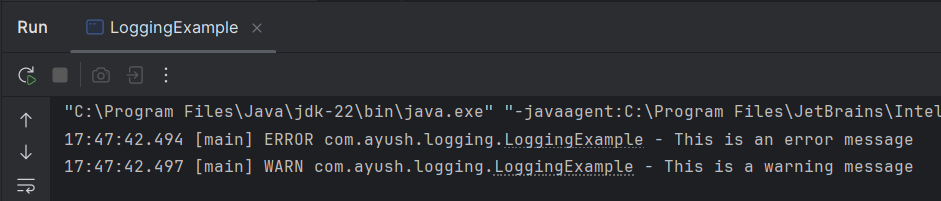 Run LoggingExample
"C:\Program Files\Java\jdk-22\bin\java.exe" "-javaagent:C:\Program Files\JetBrains\Intel
17:47:42.494 [main] ERROR com.ayush.logging.LoggingExample - This is an error message
17:47:42.497 [main] WARN com.ayush.logging.LoggingExample - This is a warning message